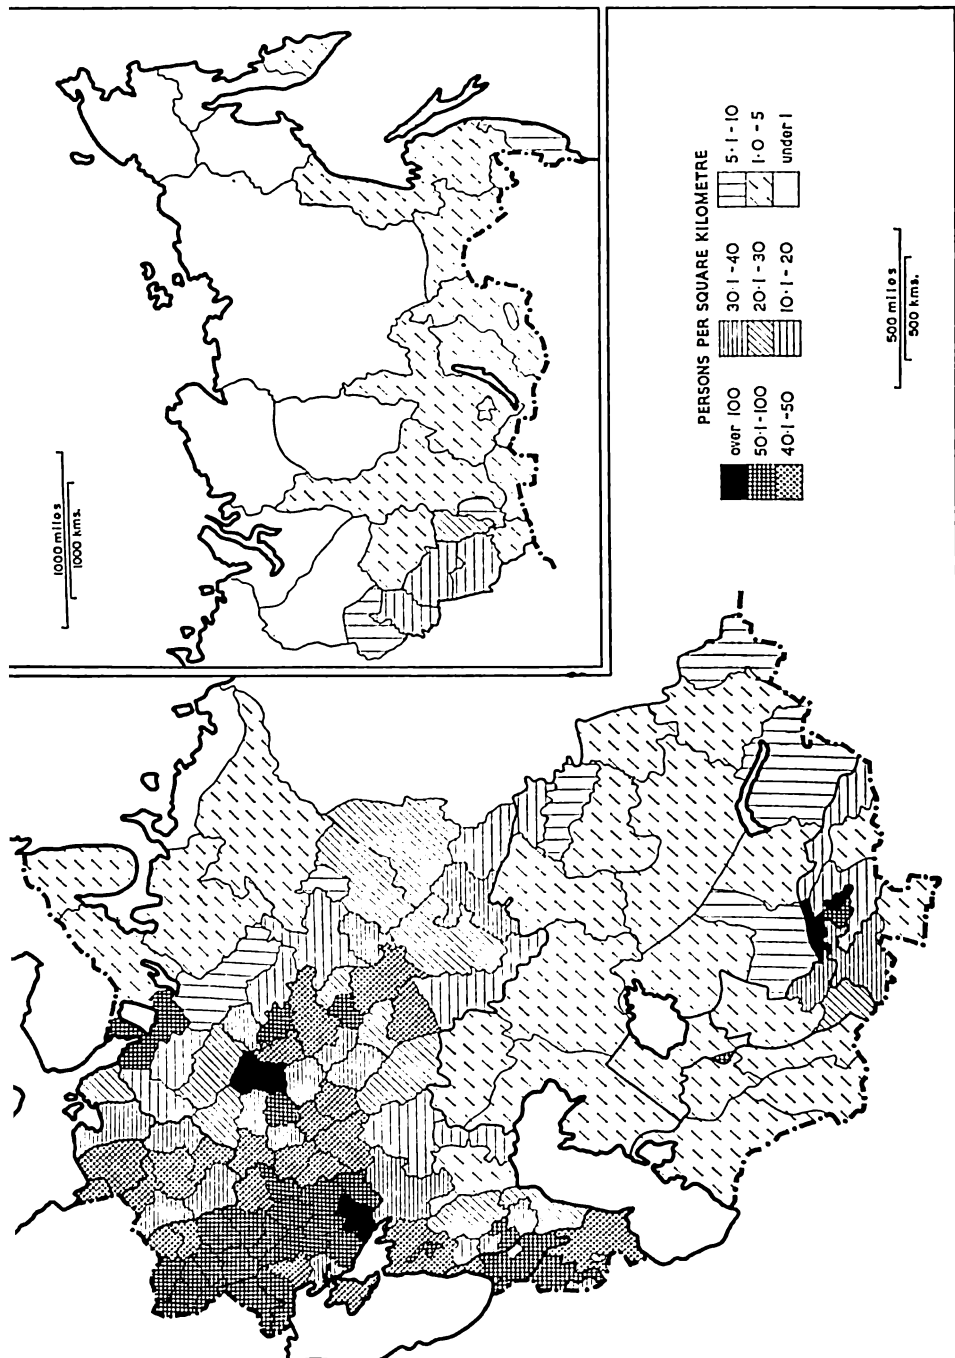 1000 miles
1000 kms.
PERSONS PER SQUARE KILOMETRE
over 100
50·1-100
40·1-50
30·1-40
20·1-30
10·1-20
5·1-10
1·0-5
under 1
500 miles
500 kms.